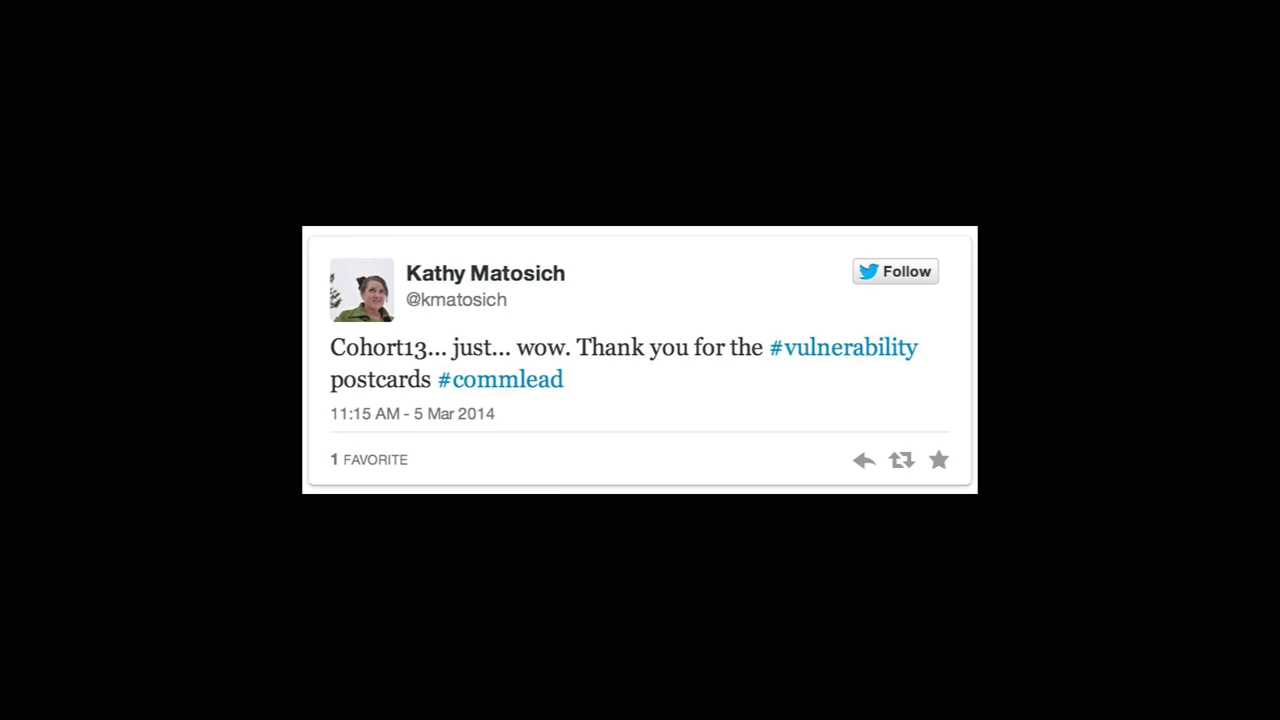 Kathy Matosich
Follow
@kmatosich
Cohort13... just... wow. Thank you for the #vulnerability
postcards #commlead
11:15 AM - 5 Mar 2014
1 FAVORITE